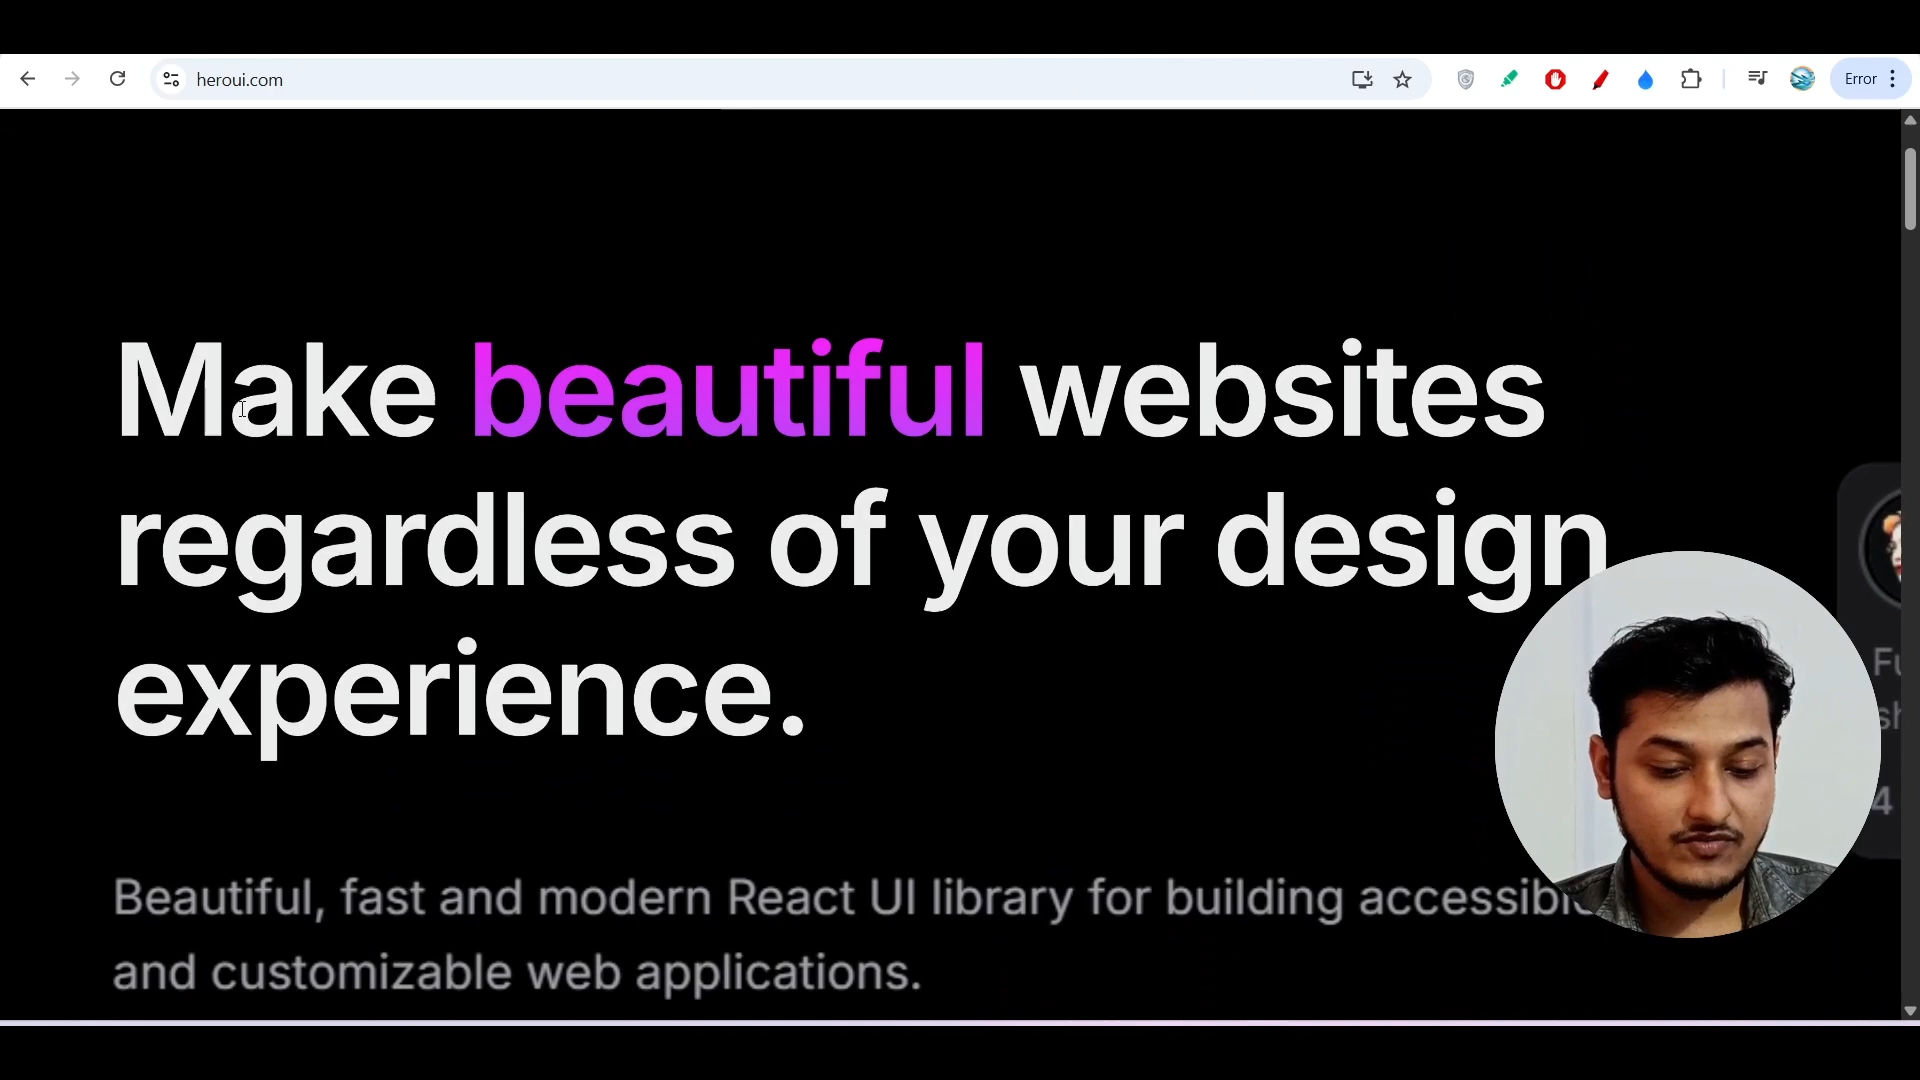 heroui.com
Error
Make beautiful websites
regardless of your design
experience.
Beautiful, fast and modern React UI library for building
and customizable web applications.
4